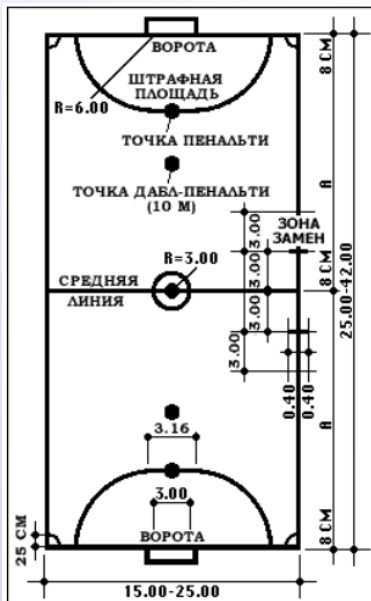 ВОРОТА
8 СМ
ШТРАФНАЯ
ПЛОЩАДЬ
R=6.00
ТОЧКА ПЕНАЛЬТИ
ТОЧКА ДАБЛ-ПЕНАЛЬТИ
(10 М)
A
ЗОНА
ЗАМЕН
3.00
R=3.00
3.00
8 СМ
СРЕДНЯЯ
ЛИНИЯ
25.00-42.00
3.00
3.00
0.40
0.40
3.16
A
3.00
25 СМ
ВОРОТА
8 СМ
15.00-25.00